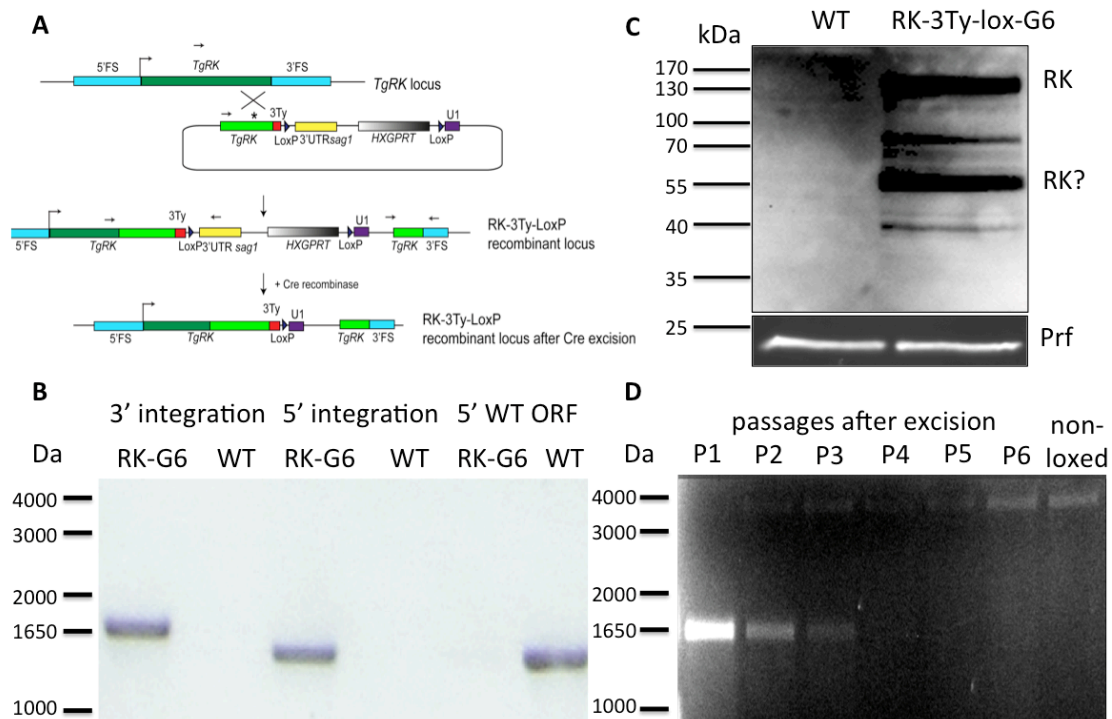 A
5'FS
TgRK
3'FS
TgRK locus
*
3Ty
U1
TgRK
LoxP
3'UTRsag1
HXGPRT
LoxP
3Ty
U1
5'FS
TgRK
LoxP
3'UTR sag1
HXGPRT
LoxP
TgRK
3'FS
RK-3Ty-LoxP
recombinant locus
+ Cre recombinase
3Ty
U1
5'FS
TgRK
LoxP
TgRK
3'FS
RK-3Ty-LoxP
recombinant locus after Cre excision
B
3' integration
5' integration
5' WT ORF
Da
RK-G6
WT
RK-G6
WT
RK-G6
WT
4000
3000
2000
1650
1000
C
kDa
WT
RK-3Ty-lox-G6
170
130
100
70
55
40
35
25
RK
RK?
Prf
D
passages after excision
non-
loxed
Da
P1
P2
P3
P4
P5
P6
4000
3000
2000
1650
1000